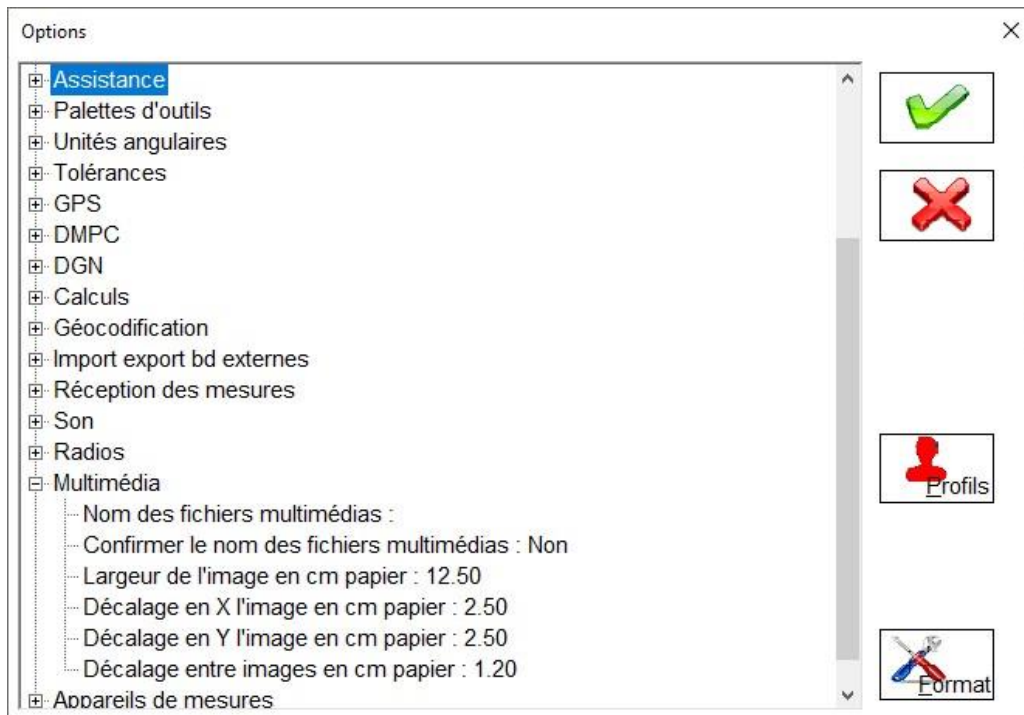 Options
Assistance
Palettes d'outils
Unités angulaires
Tolérances
GPS
DMPC
DGN
Calculs
Géocodification
Import export bd externes
Réception des mesures
Son
Radios
Multimédia
Nom des fichiers multimédias :
Confirmer le nom des fichiers multimédias : Non
Largeur de l'image en cm papier : 12.50
Décalage en X l'image en cm papier : 2.50
Décalage en Y l'image en cm papier : 2.50
Décalage entre images en cm papier : 1.20
Appareils de mesures
Profils
Format